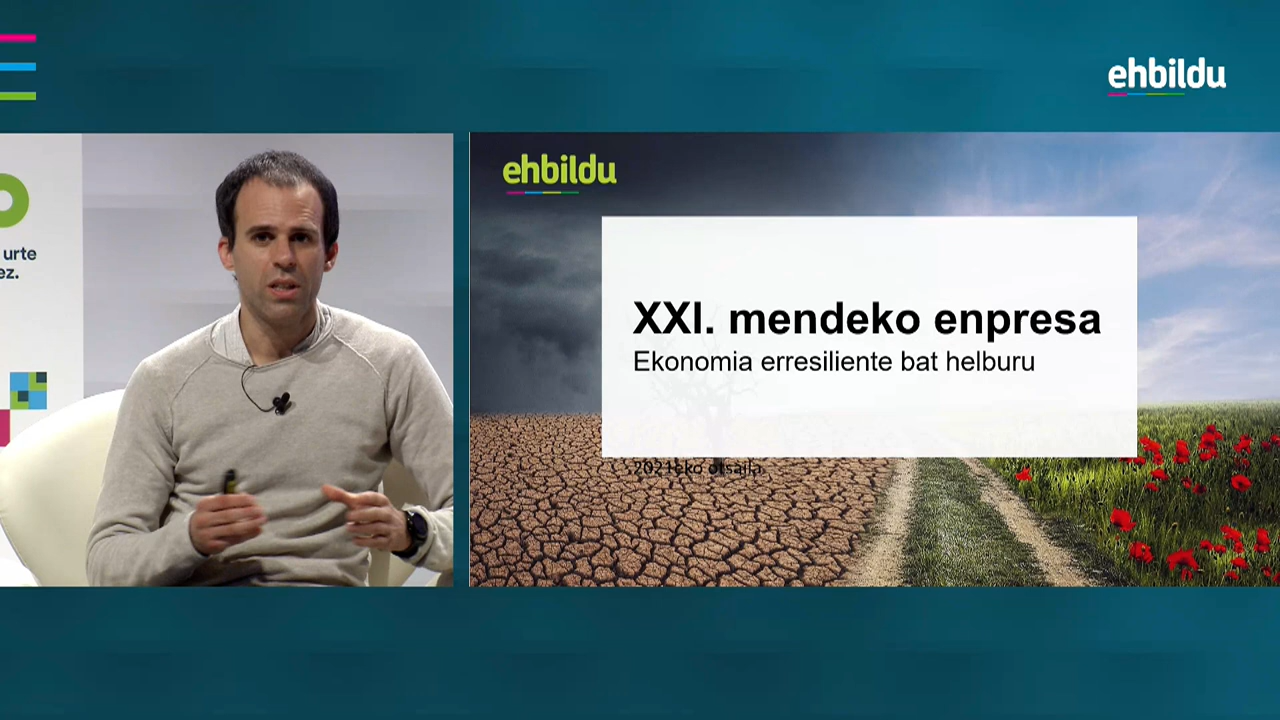 ehbildu
urte
ez.
ehbildu
XXI. mendeko enpresa
Ekonomia erresiliente bat helburu
2021eko otsaila